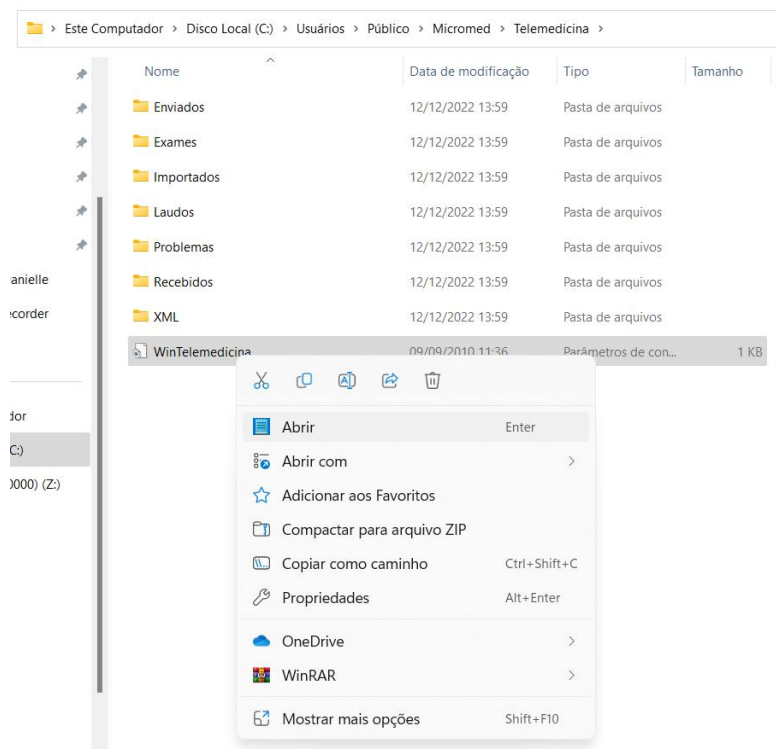 Este Computador > Disco Local (C:) > Usuários > Público > Micromed > Telemedicina >
Nome Data de modificação Tipo Tamanho
Enviados 12/12/2022 13:59 Pasta de arquivos
Exames 12/12/2022 13:59 Pasta de arquivos
Importados 12/12/2022 13:59 Pasta de arquivos
Laudos 12/12/2022 13:59 Pasta de arquivos
Problemas 12/12/2022 13:59 Pasta de arquivos
anielle
Recebidos 12/12/2022 13:59 Pasta de arquivos
ecorder
XML 12/12/2022 13:59 Pasta de arquivos
WinTelemedicina 09/09/2010 11:36 Parâmetros de con... 1 KB
dor
Abrir Enter
C:)
Abrir com
0000) (Z:)
Adicionar aos Favoritos
Compactar para arquivo ZIP
Copiar como caminho Ctrl+Shift+C
Propriedades Alt+Enter
OneDrive
WinRAR
Mostrar mais opções Shift+F10